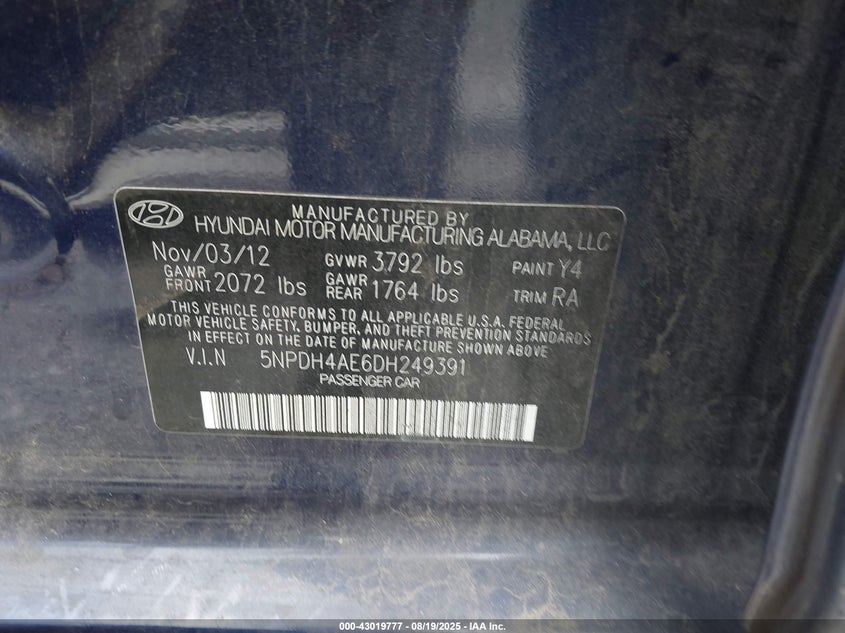 MANUFACTURED BY
HYUNDAI MOTOR MANUFACTURING ALABAMA, LLC
Nov/03/12 GVWR 3792 lbs PAINT Y4
GAWR FRONT 2072 lbs GAWR REAR 1764 lbs TRIM RA
THIS VEHICLE CONFORMS TO ALL APPLICABLE U.S.A. FEDERAL
MOTOR VEHICLE SAFETY, BUMPER, AND THEFT PREVENTION STANDARDS
IN EFFECT ON THE DATE OF MANUFACTURE SHOWN ABOVE
V.I.N 5NPDH4AE6DH249391
PASSENGER CAR
000-43019777 - 08/19/2025 - IAA Inc.